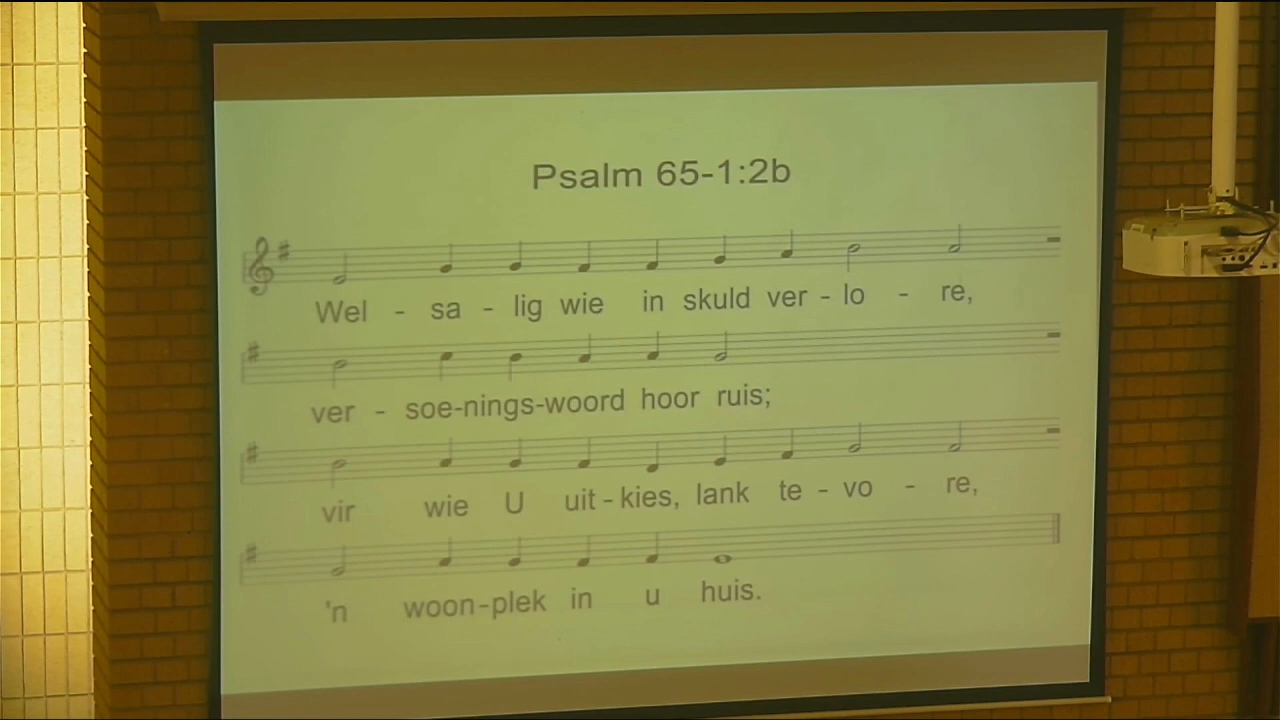 Psalm 65-1:2b
Wel - sa - lig wie in skuld ver - lo - re,
ver - soe-nings-woord hoor ruis;
vir wie U uit - kies, lank te - vo - re,
'n woon-plek in u huis.